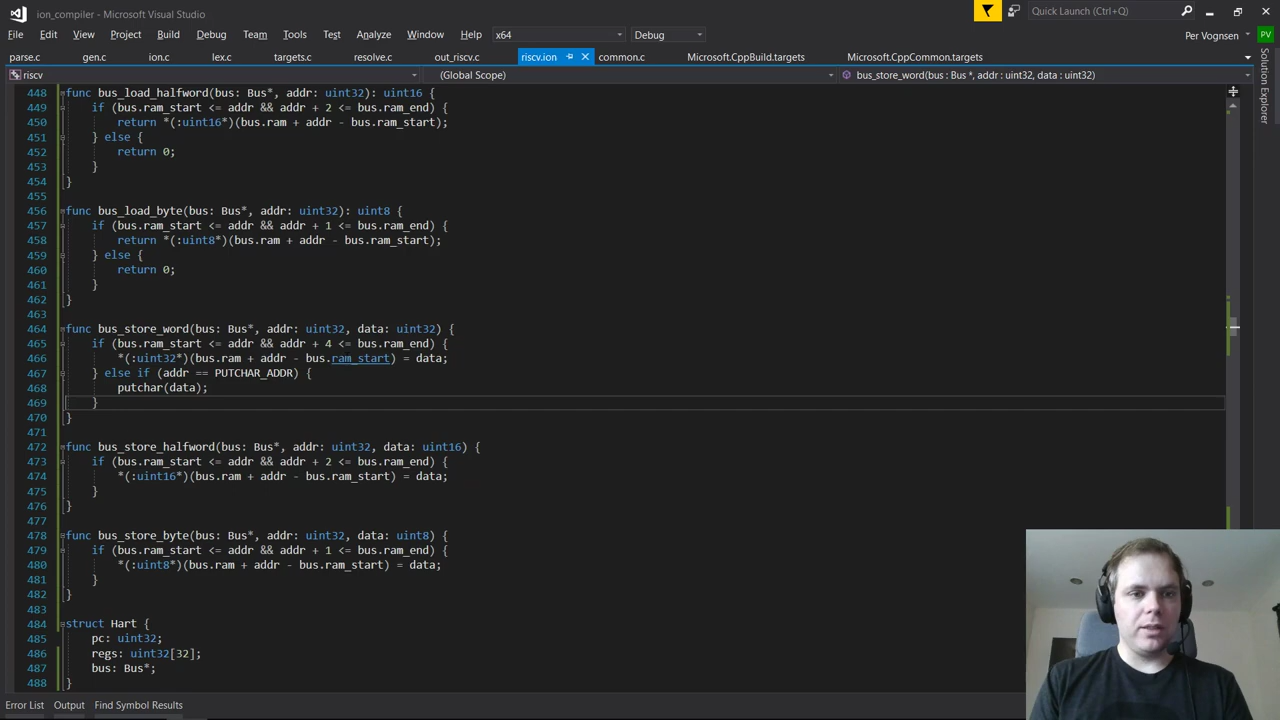 ion_compiler - Microsoft Visual Studio
Quick Launch (Ctrl+Q)
File Edit View Project Build Debug Team Tools Test Analyze Window Help x64 Debug Per Vognsen PV
parse.c gen.c ion.c lex.c targets.c out_riscv.c resolve.c riscv.ion common.c Microsoft.CppBuild.targets Microsoft.CppCommon.targets
riscv (Global Scope) bus_store_word(bus : Bus *, addr : uint32, data : uint32)
Solution Explorer
448 func bus_load_halfword(bus: Bus*, addr: uint32): uint16 {
449 if (bus.ram_start <= addr && addr + 2 <= bus.ram_end) {
450 return *(:uint16*)(bus.ram + addr - bus.ram_start);
451 } else {
452 return 0;
453 }
454 }
455
456 func bus_load_byte(bus: Bus*, addr: uint32): uint8 {
457 if (bus.ram_start <= addr && addr + 1 <= bus.ram_end) {
458 return *(:uint8*)(bus.ram + addr - bus.ram_start);
459 } else {
460 return 0;
461 }
462 }
463
464 func bus_store_word(bus: Bus*, addr: uint32, data: uint32) {
465 if (bus.ram_start <= addr && addr + 4 <= bus.ram_end) {
466 *(:uint32*)(bus.ram + addr - bus.ram_start) = data;
467 } else if (addr == PUTCHAR_ADDR) {
468 putchar(data);
469 }
470 }
471
472 func bus_store_halfword(bus: Bus*, addr: uint32, data: uint16) {
473 if (bus.ram_start <= addr && addr + 2 <= bus.ram_end) {
474 *(:uint16*)(bus.ram + addr - bus.ram_start) = data;
475 }
476 }
477
478 func bus_store_byte(bus: Bus*, addr: uint32, data: uint8) {
479 if (bus.ram_start <= addr && addr + 1 <= bus.ram_end) {
480 *(:uint8*)(bus.ram + addr - bus.ram_start) = data;
481 }
482 }
483
484 struct Hart {
485 pc: uint32;
486 regs: uint32[32];
487 bus: Bus*;
488 }
Error List Output Find Symbol Results